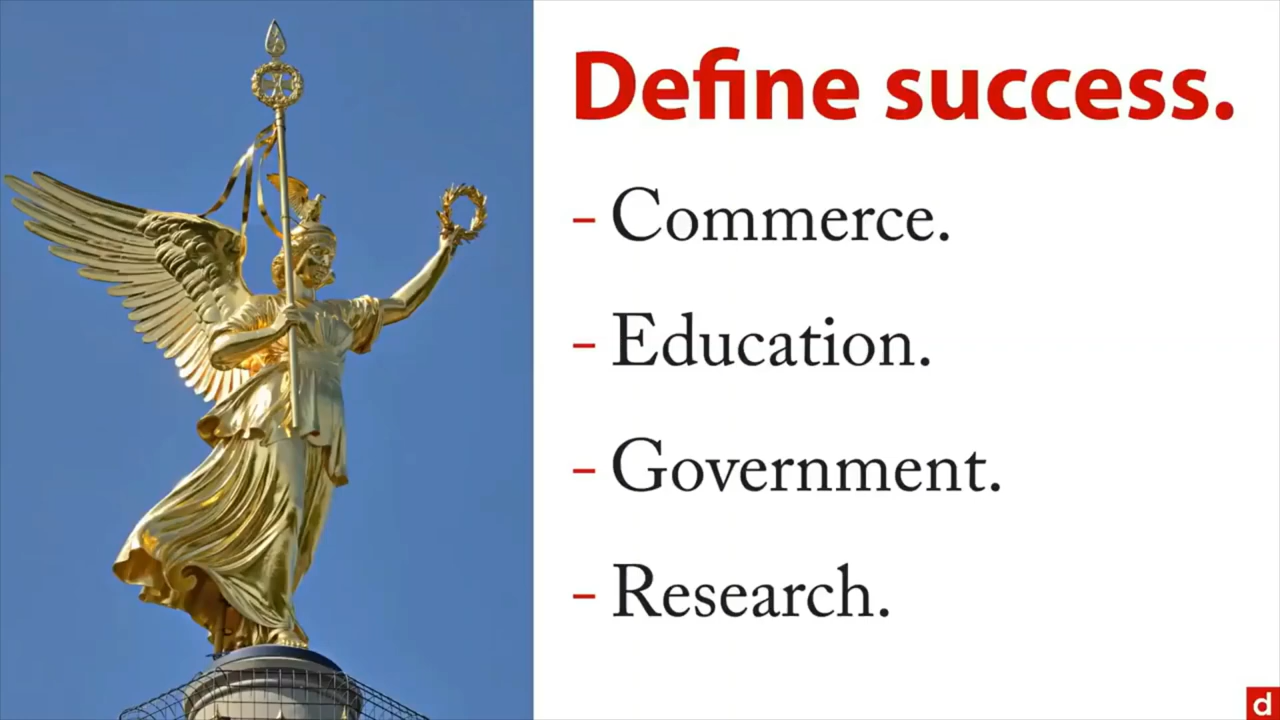 Define success.
- Commerce.
- Education.
- Government.
- Research.
d